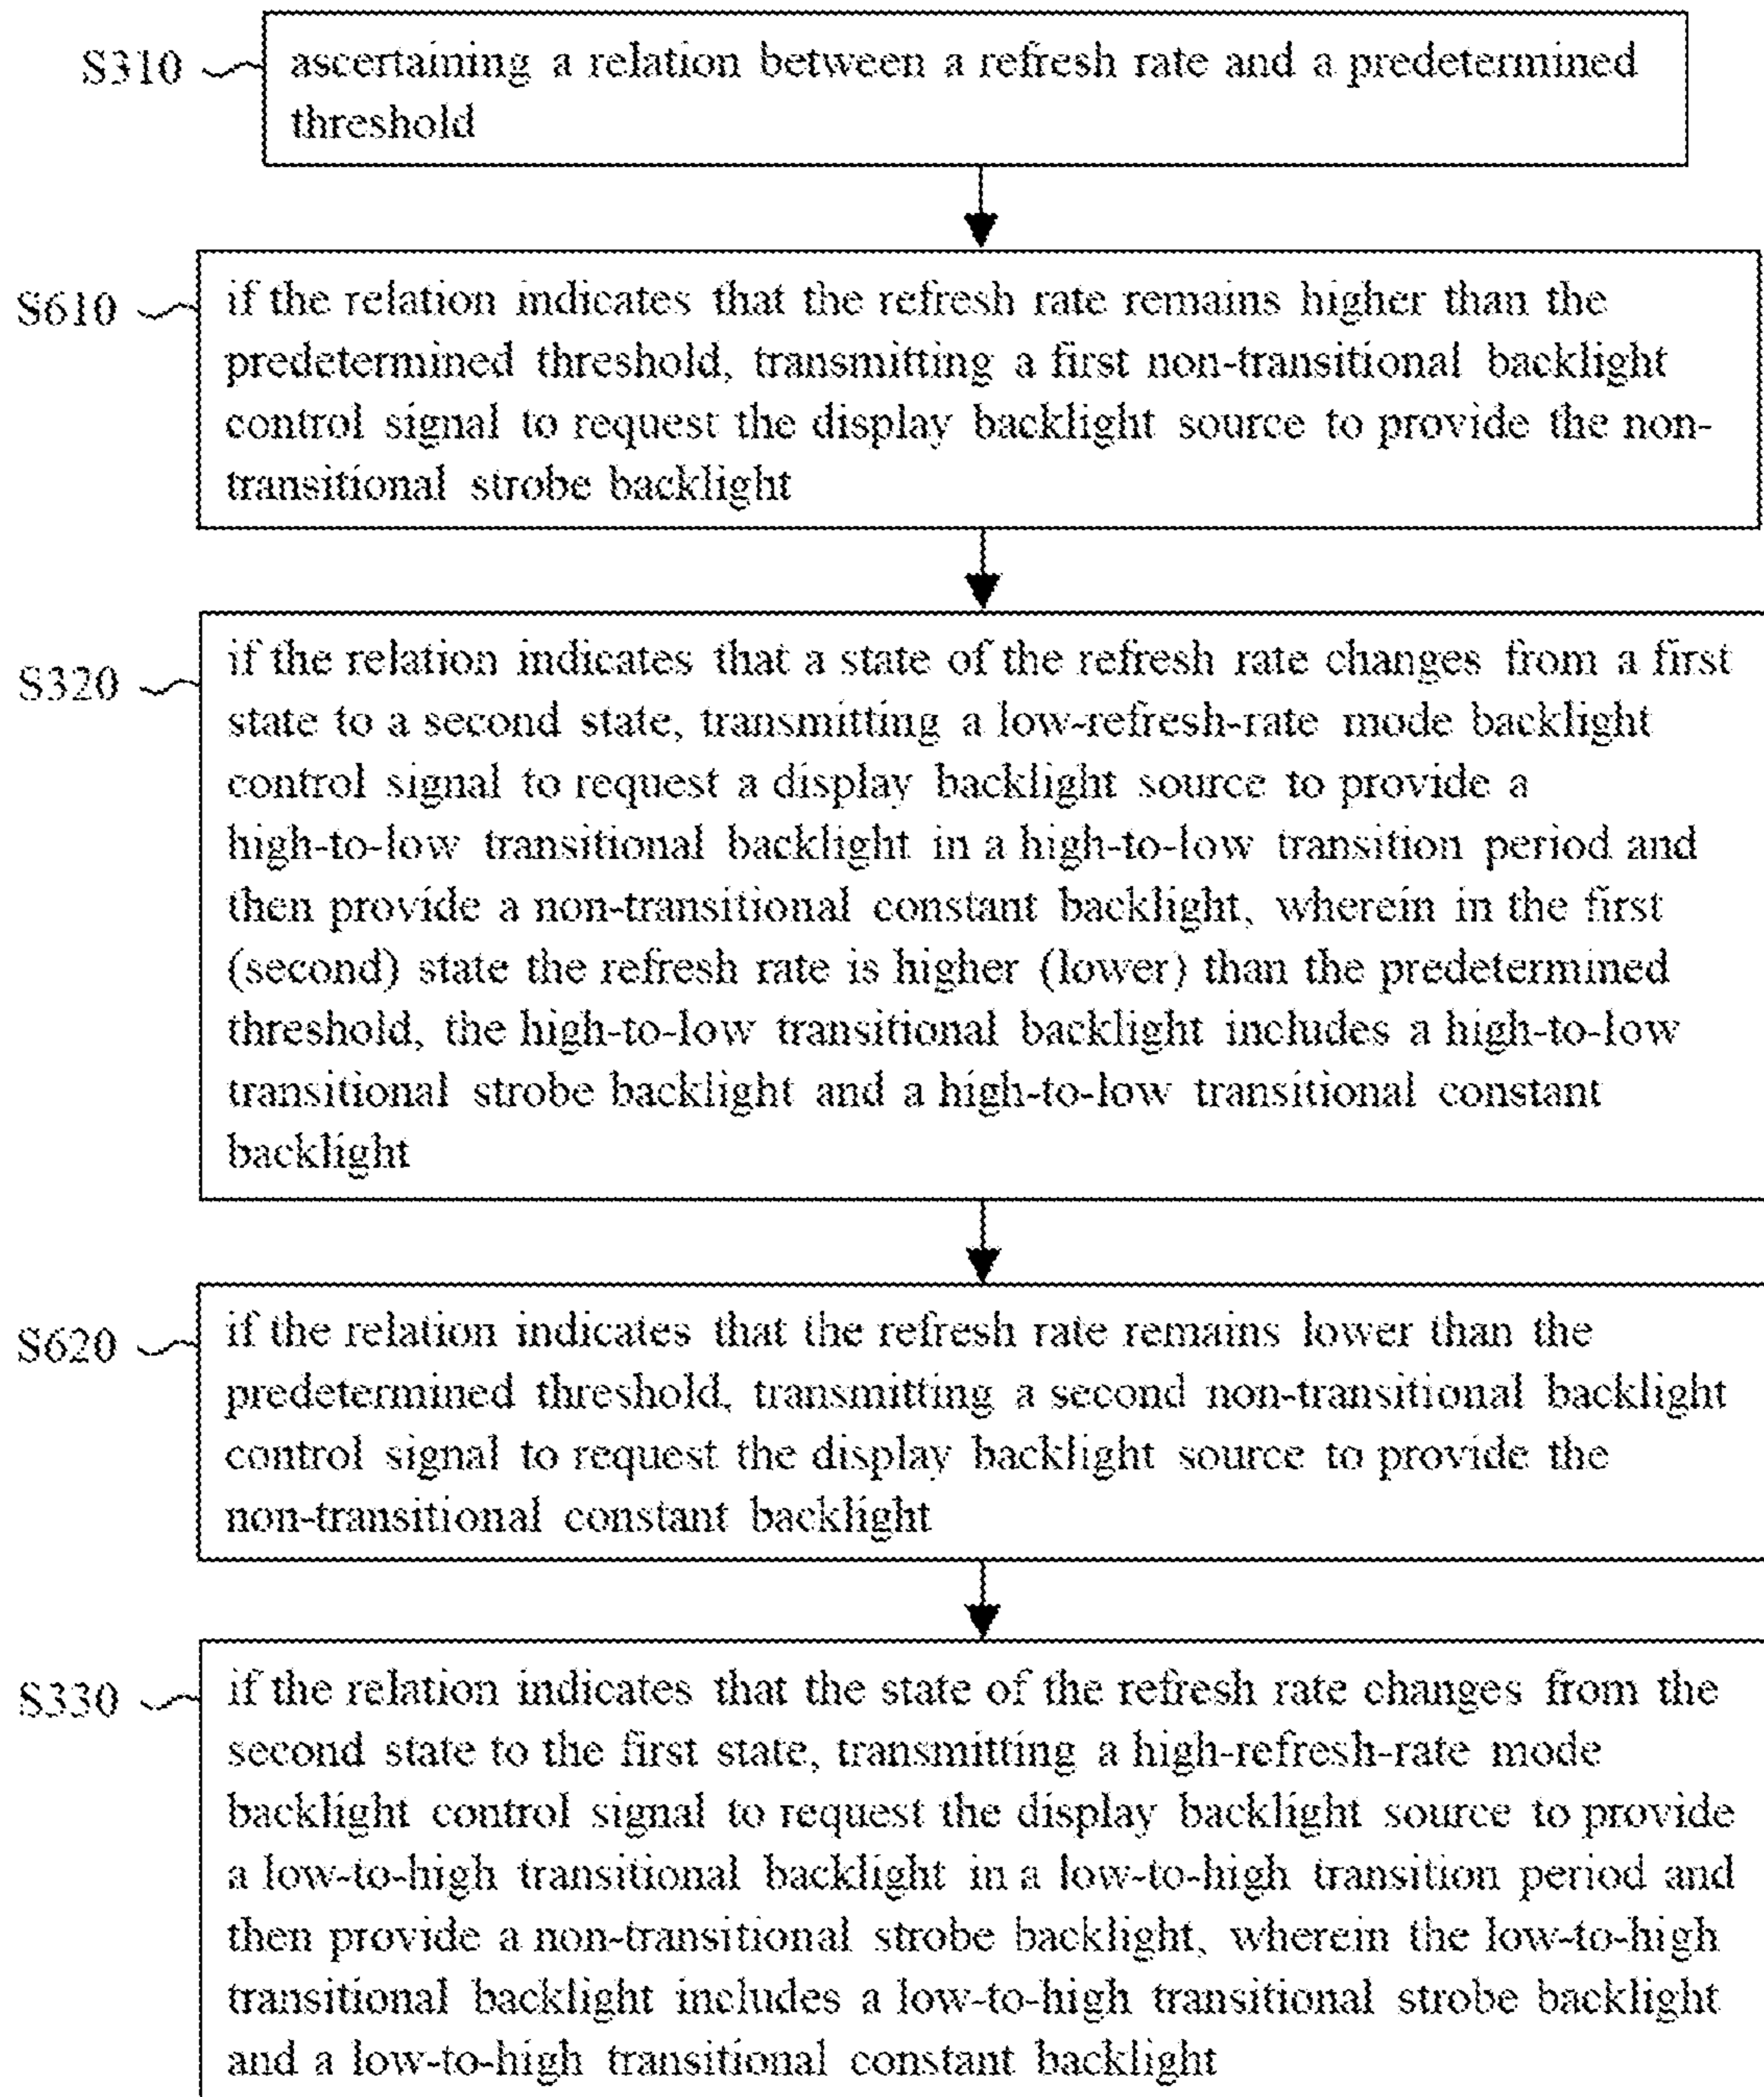 S310
ascertaining a relation between a refresh rate and a predetermined
threshold
S610
if the relation indicates that the refresh rate remains higher than the
predetermined threshold, transmitting a first non-transitional backlight
control signal to request the display backlight source to provide the non-
transitional strobe backlight
S320
if the relation indicates that a state of the refresh rate changes from a first
state to a second state, transmitting a low-refresh-rate mode backlight
control signal to request a display backlight source to provide a
high-to-low transitional backlight in a high-to-low transition period and
then provide a non-transitional constant backlight, wherein in the first
(second) state the refresh rate is higher (lower) than the predetermined
threshold, the high-to-low transitional backlight includes a high-to-low
transitional strobe backlight and a high-to-low transitional constant
backlight
S620
if the relation indicates that the refresh rate remains lower than the
predetermined threshold, transmitting a second non-transitional backlight
control signal to request the display backlight source to provide the
non-transitional constant backlight
S330
if the relation indicates that the state of the refresh rate changes from the
second state to the first state, transmitting a high-refresh-rate mode
backlight control signal to request the display backlight source to provide
a low-to-high transitional backlight in a low-to-high transition period and
then provide a non-transitional strobe backlight, wherein the low-to-high
transitional backlight includes a low-to-high transitional strobe backlight
and a low-to-high transitional constant backlight